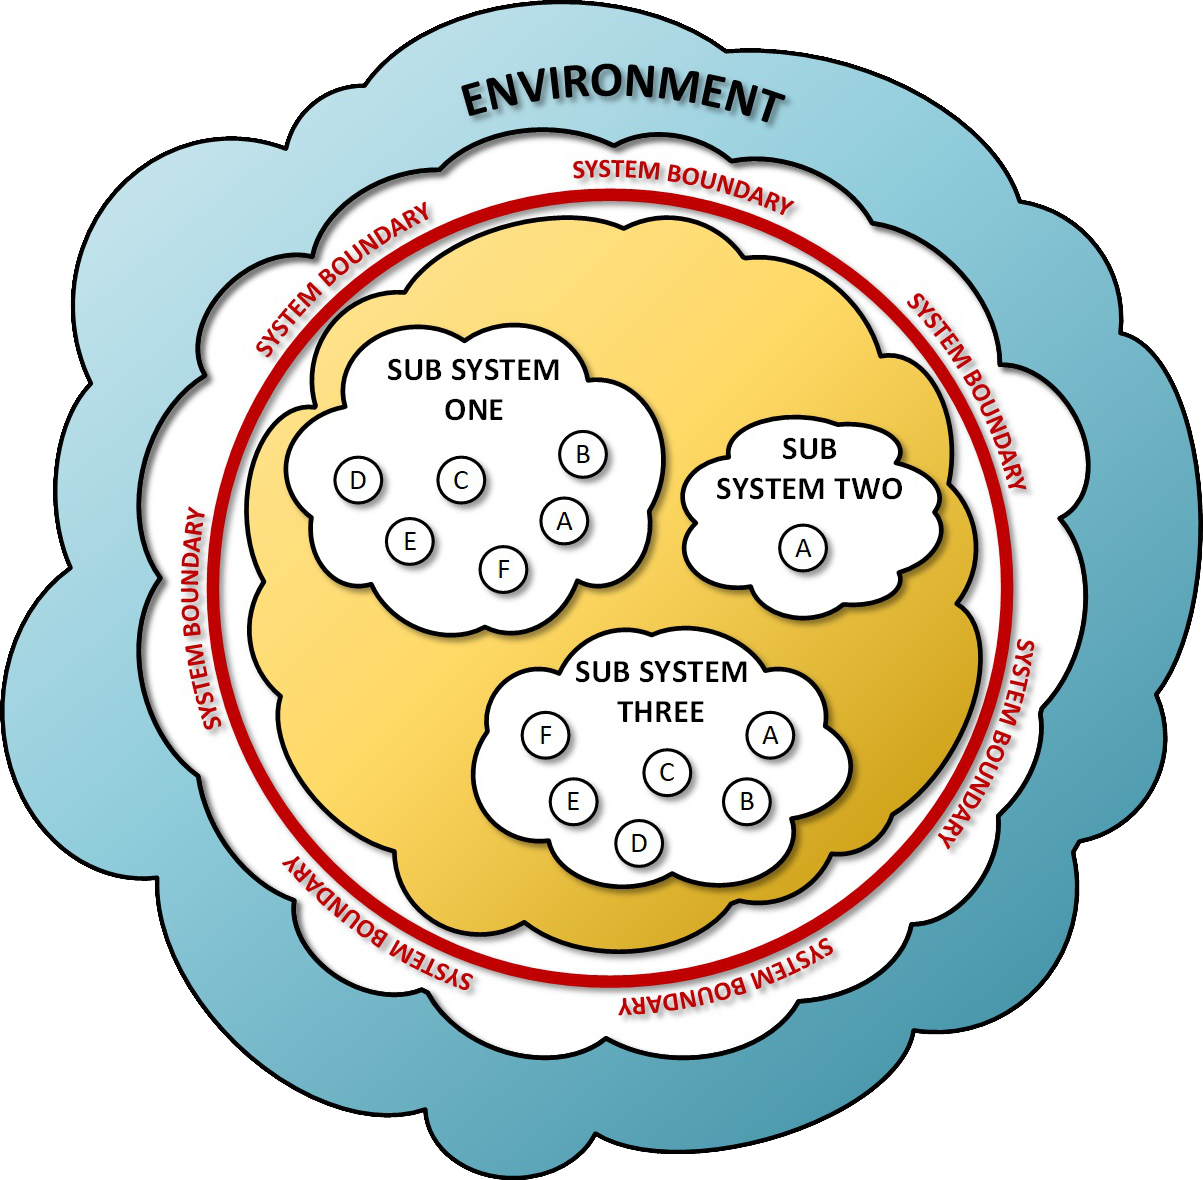 ENVIRONMENT
SYSTEM BOUNDARY
SYSTEM BOUNDARY
SYSTEM BOUNDARY
SUB SYSTEM
ONE
B
D
C
A
E
F
SUB
SYSTEM TWO
A
SYSTEM BOUNDARY
SYSTEM BOUNDARY
SUB SYSTEM
THREE
F
A
C
E
B
D
SYSTEM BOUNDARY
SYSTEM BOUNDARY